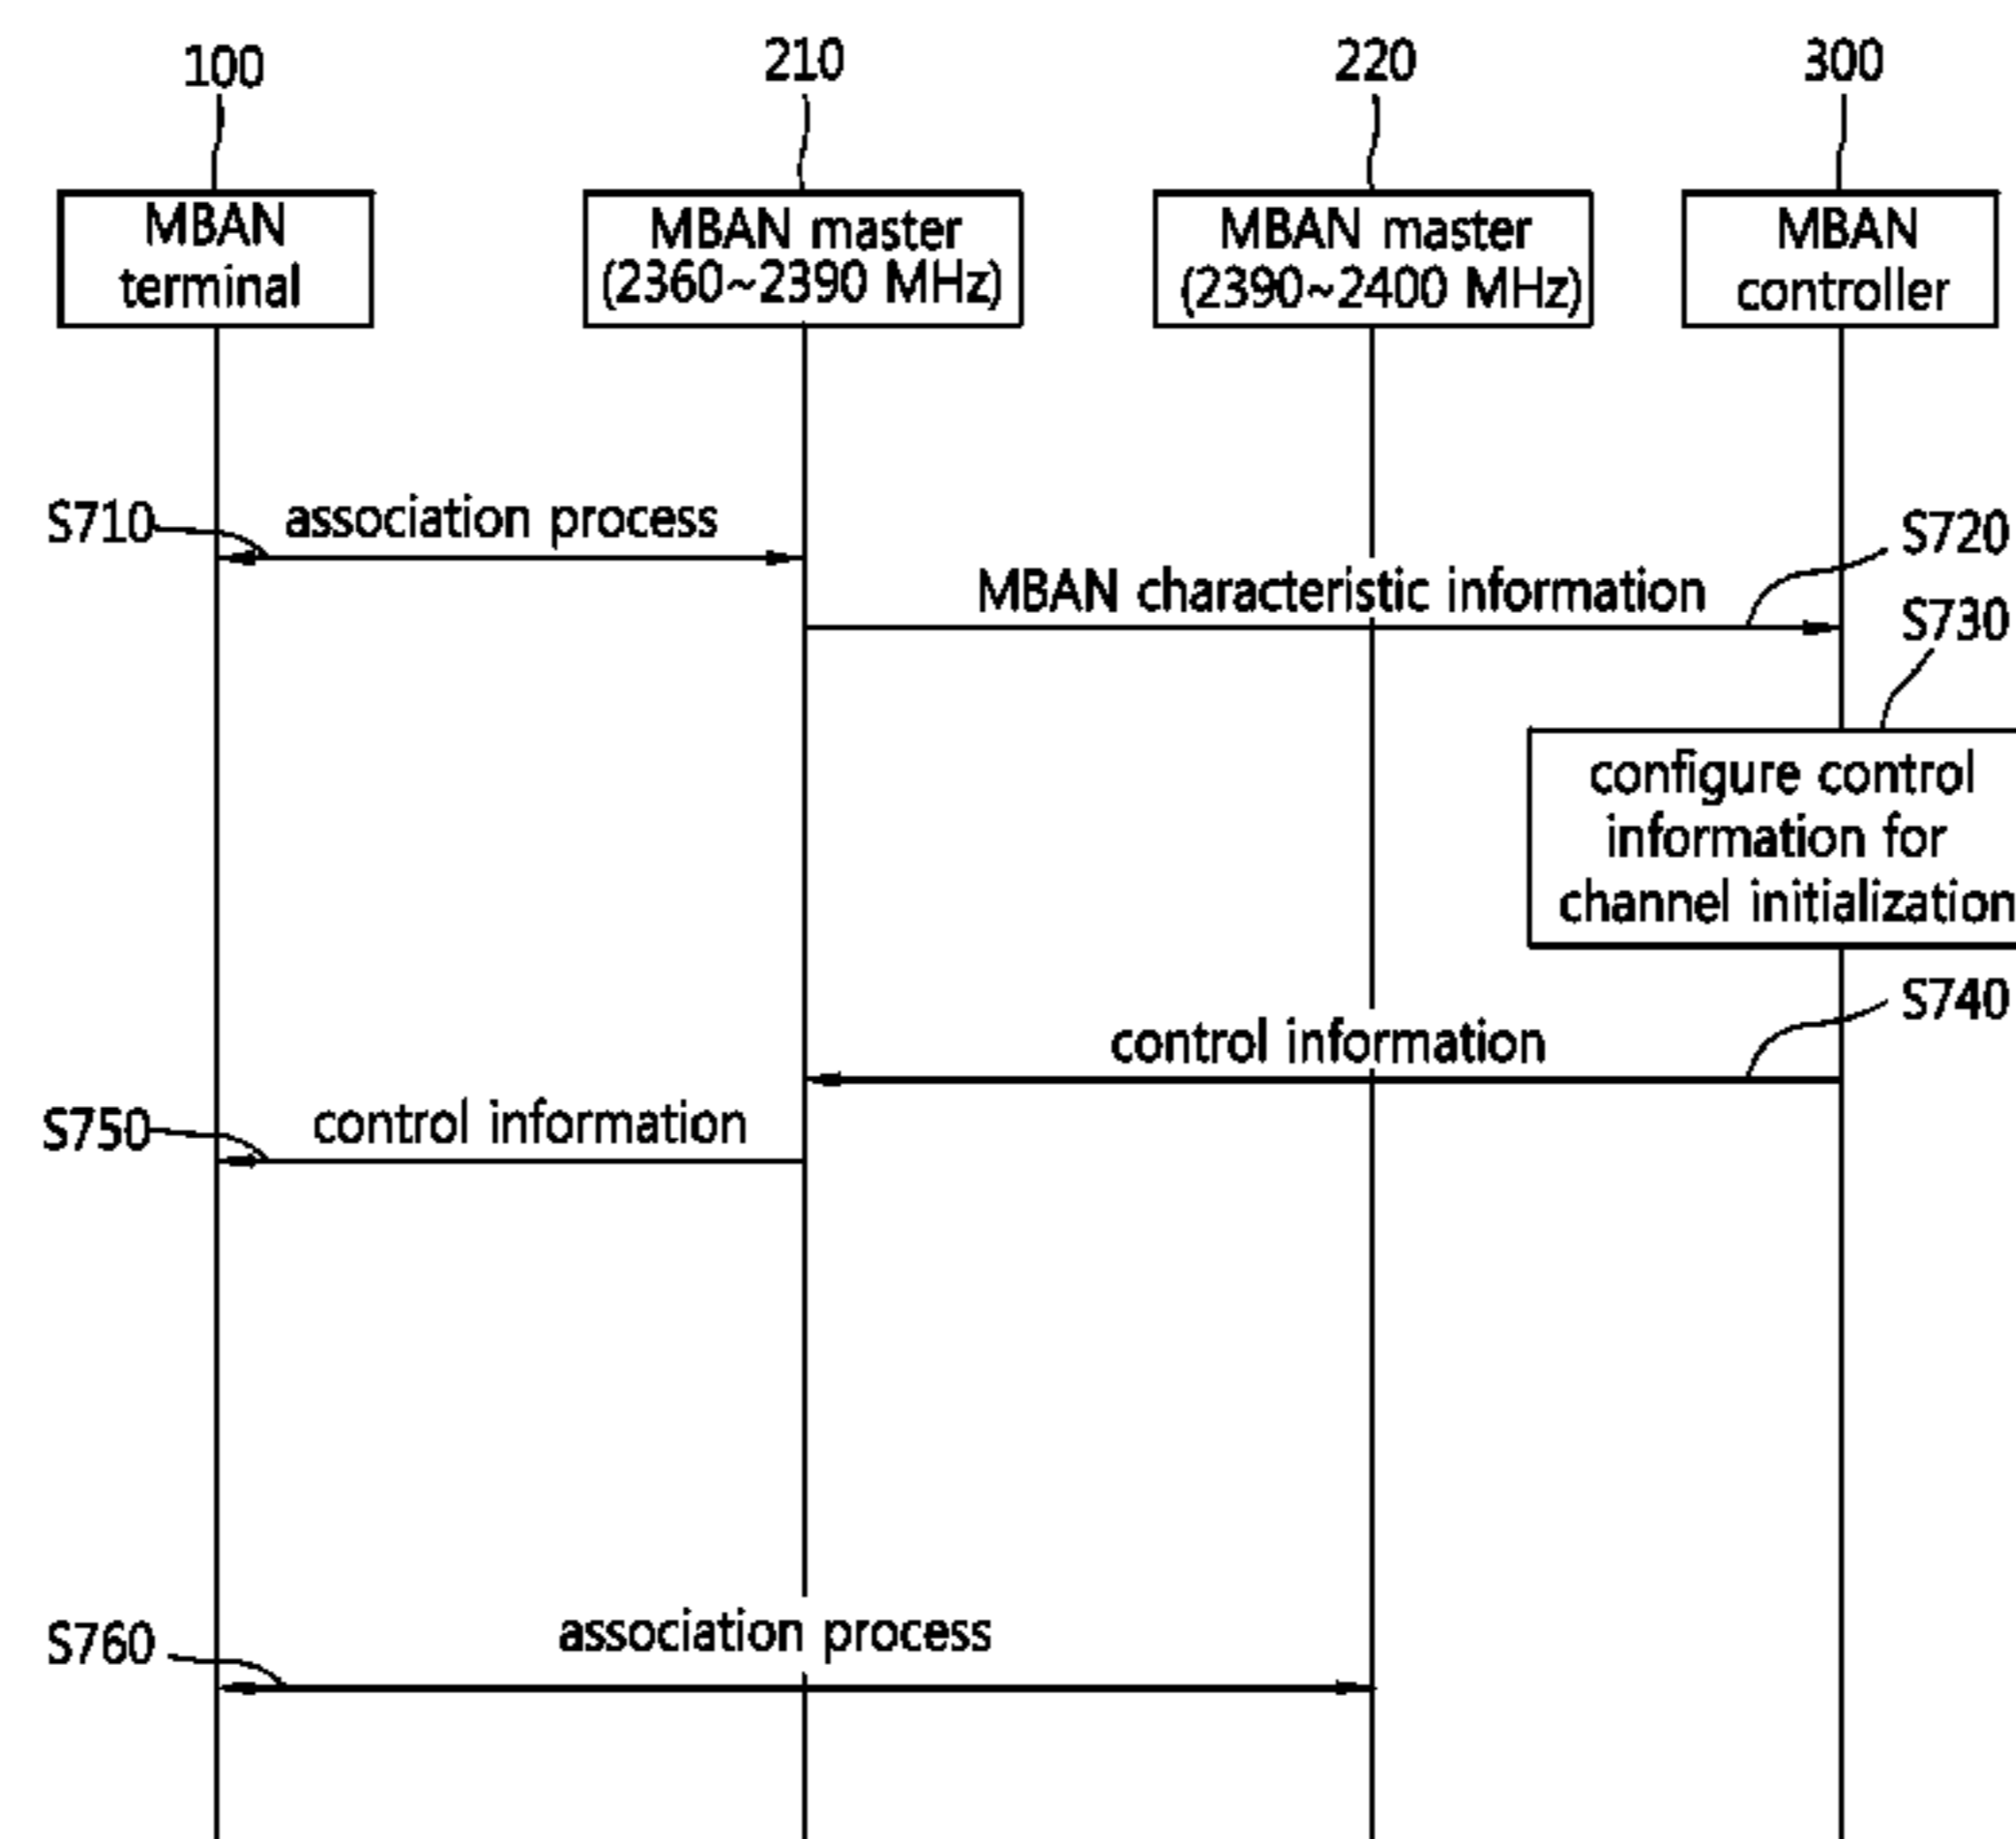 100
210
220
300
MBAN
terminal
MBAN master
(2360~2390 MHz)
MBAN master
(2390~2400 MHz)
MBAN
controller
S710
association process
S720
MBAN characteristic information
S730
configure control
information for
channel initialization
S740
control information
S750
control information
S760
association process